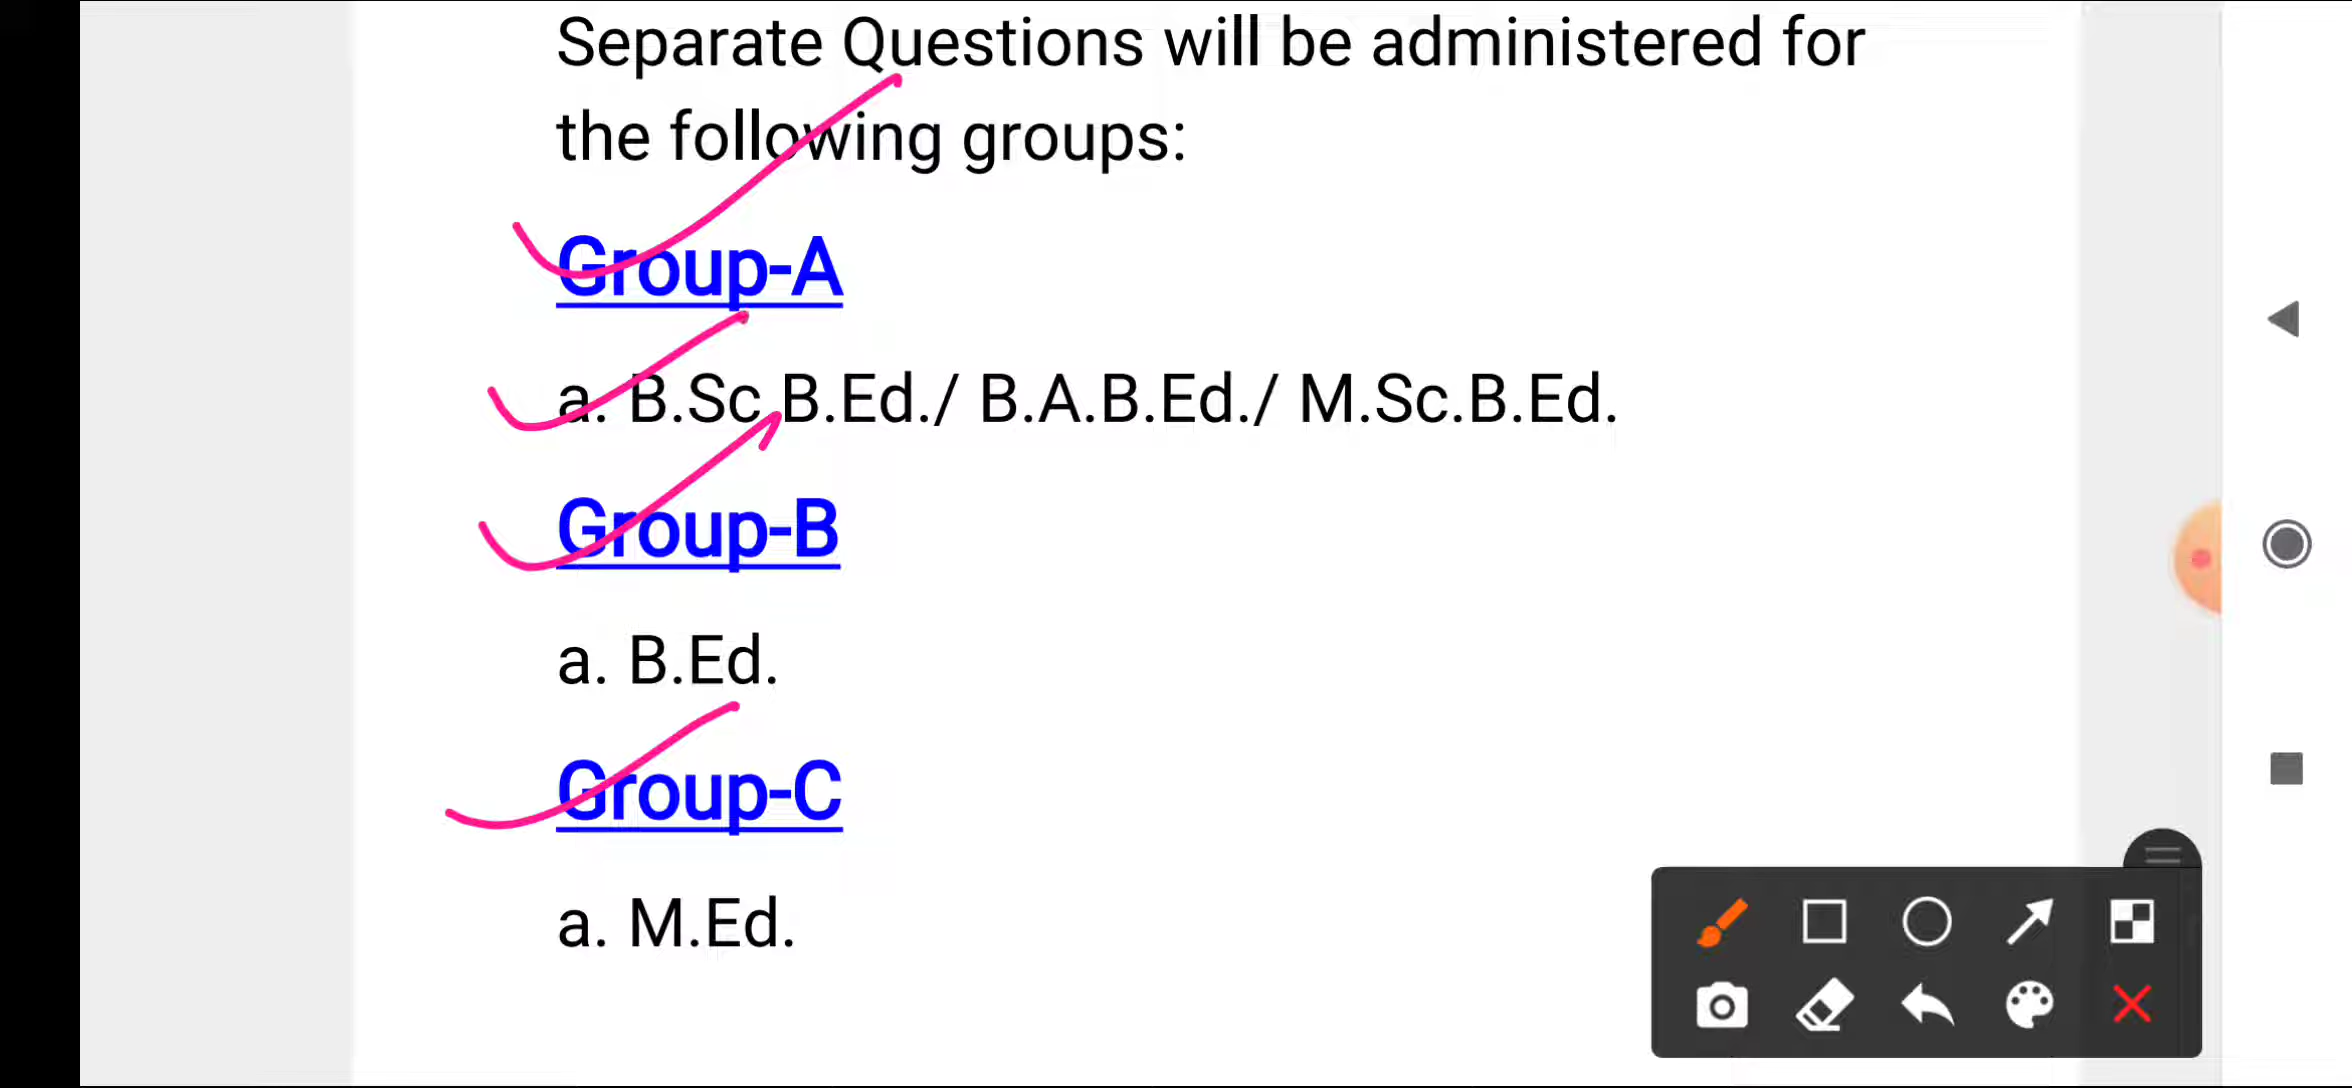 Separate Questions will be administered for
the following groups:
Group-A
a. B.Sc.B.Ed./ B.A.B.Ed./ M.Sc.B.Ed.
Group-B
a. B.Ed.
Group-C
a. M.Ed.